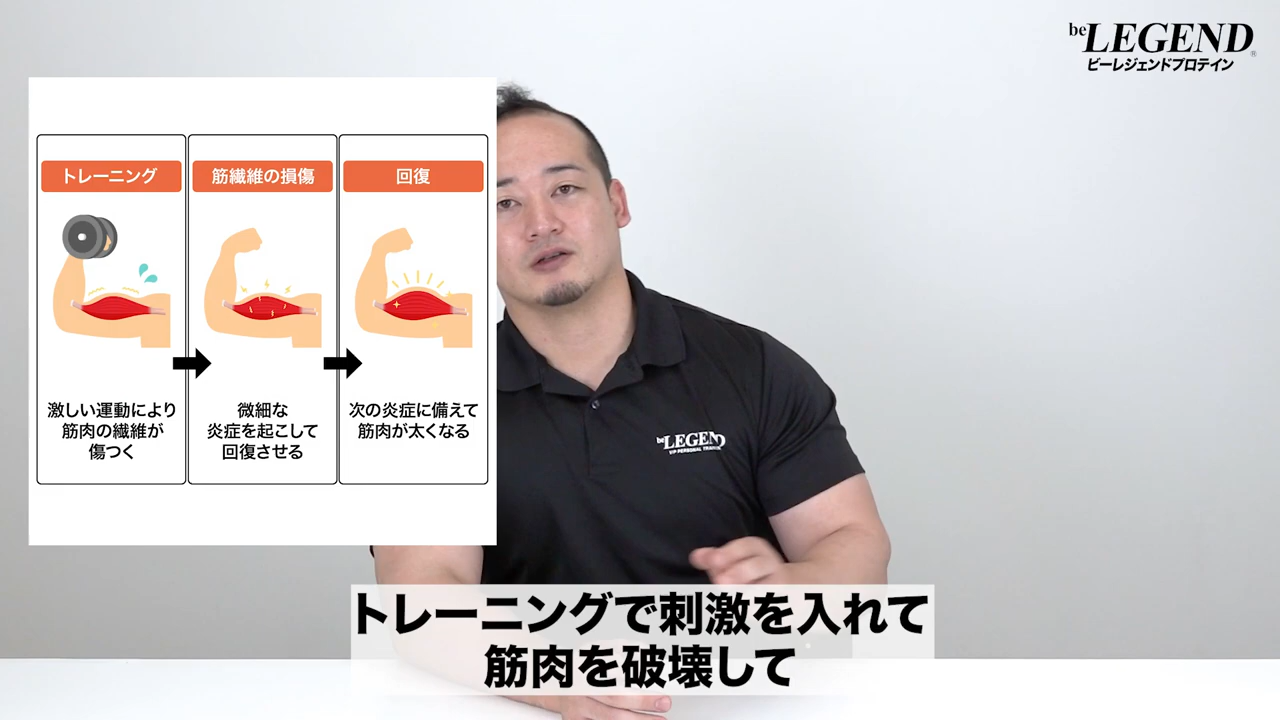 be LEGEND®
ビーレジェンドプロテイン
トレーニング
激しい運動により
筋肉の繊維が
傷つく
筋繊維の損傷
微細な
炎症を起こして
回復させる
回復
次の炎症に備えて
筋肉が太くなる
be LEGEND
VIP PERSONAL TRAINER
トレーニングで刺激を入れて
筋肉を破壊して